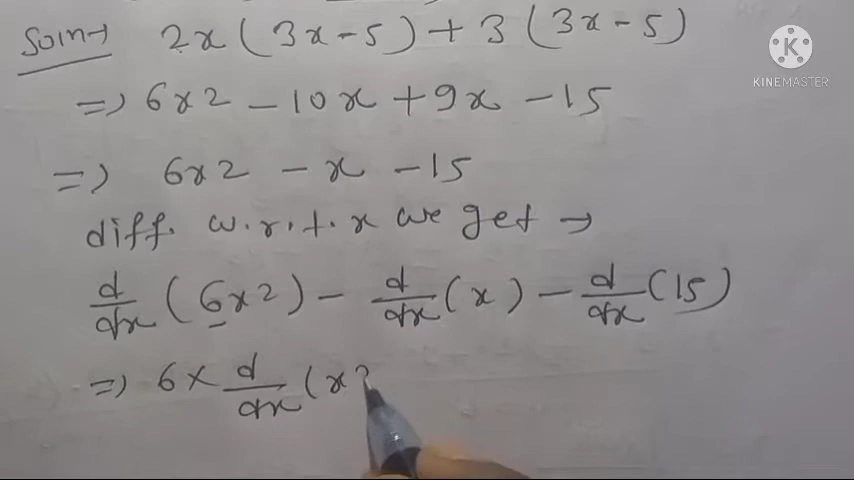 Soln→ 2x(3x-5)+3(3x-5)
K
KINEMASTER
=> 6x2 - 10x + 9x - 15
=> 6x2 - x - 15
diff. w.r.t.x we get →
d/dx (6x2) - d/dx (x) - d/dx (15)
=> 6 × d/dx (x2